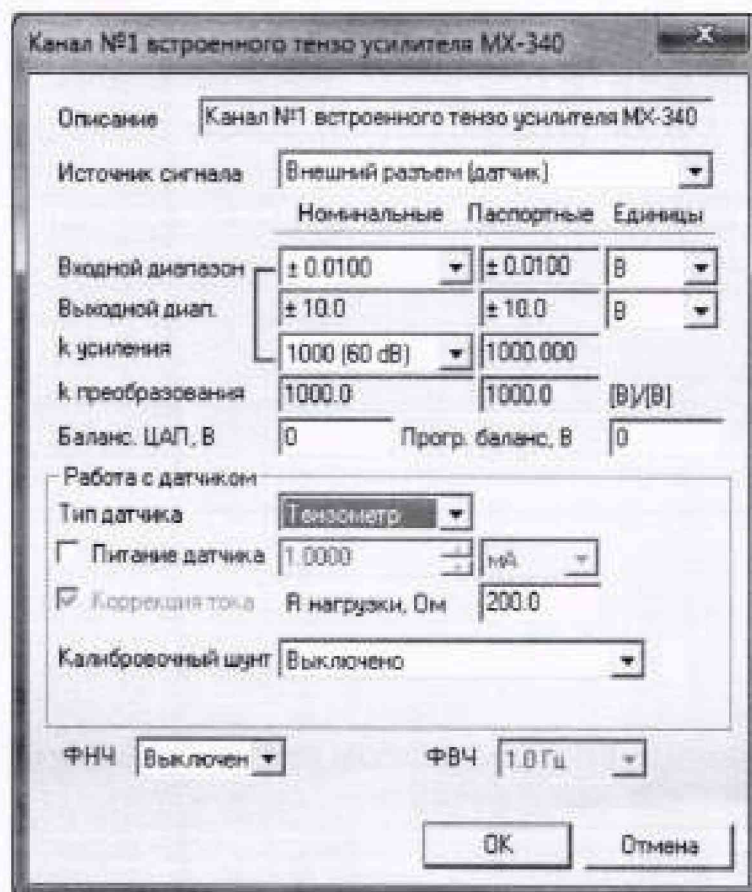 Канал №1 встроенного тензо усилителя MX-340
Описание Канал №1 встроенного тензо усилителя MX-340
Источник сигнала Внешний разъем (датчик)
Номинальные Паспортные Единицы
Входной диапазон ± 0.0100 ± 0.0100 В
Выходной диап. ± 10.0 ± 10.0 В
k усиления 1000 (60 dB) 1000.000
k преобразования 1000.0 1000.0 [В]/[В]
Баланс. ЦАП, В 0 Прогр. баланс, В 0
Работа с датчиком
Тип датчика Тензометр
Питание датчика 1.0000 мА
Коррекция тока R нагрузки, Ом 200.0
Калибровочный шунт Выключено
ФНЧ Выключен ФВЧ 1.0 Гц
OK Отмена